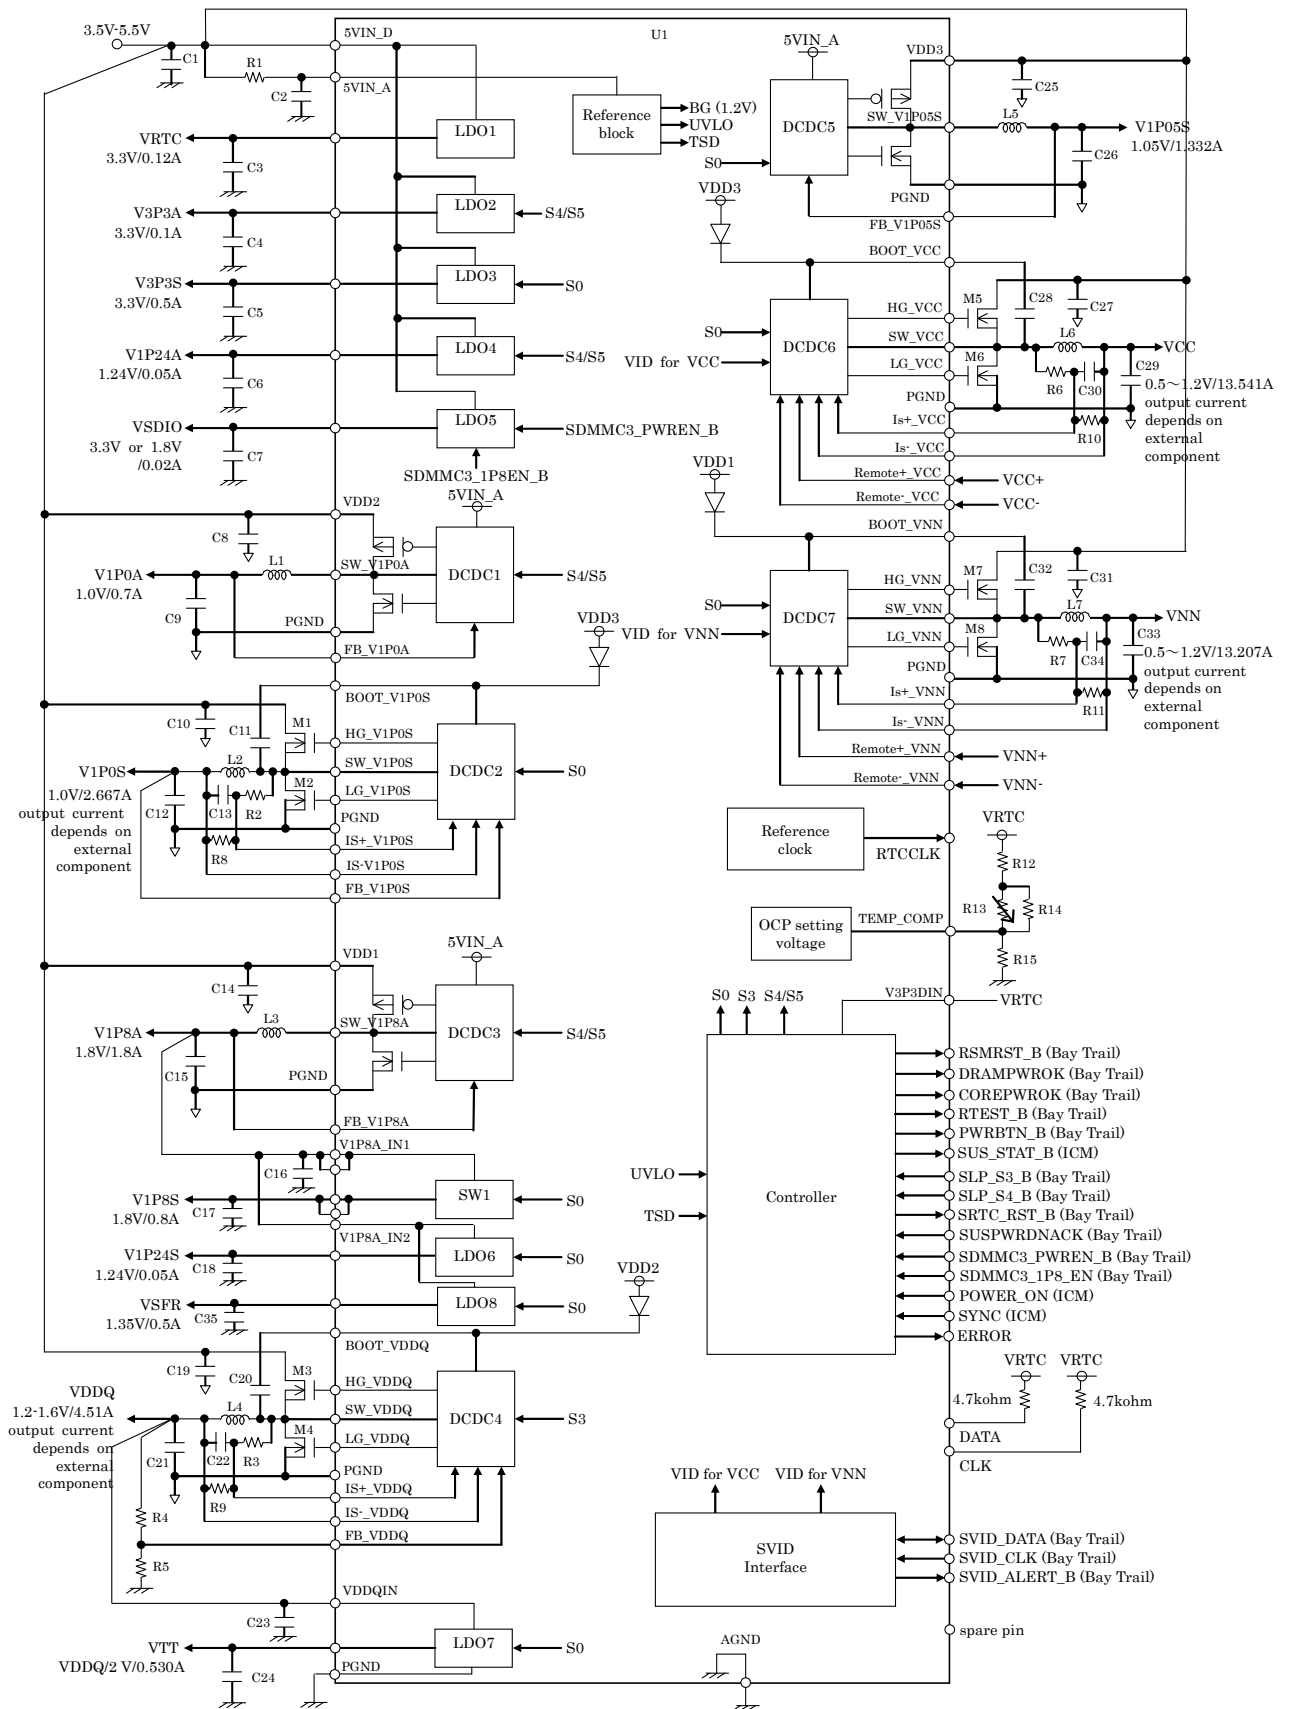 3.5V-5.5V
5VIN_D
U1
C1
R1
C2
5VIN_A
Reference
block
BG (1.2V)
UVLO
TSD
LDO1
VRTC
3.3V/0.12A
C3
V3P3A
3.3V/0.1A
C4
LDO2
S4/S5
V3P3S
3.3V/0.5A
C5
LDO3
S0
V1P24A
1.24V/0.05A
C6
LDO4
S4/S5
VSDIO
3.3V or 1.8V
/0.02A
C7
LDO5
SDMMC3_PWREN_B
SDMMC3_1P8EN_B
5VIN_A
VDD2
C8
L1
SW_V1P0A
V1P0A
1.0V/0.7A
C9
DCDC1
S4/S5
PGND
FB_V1P0A
VDD3
BOOT_V1P0S
C10
C11
M1
HG_V1P0S
V1P0S
L2
SW_V1P0S
DCDC2
S0
1.0V/2.667A
output current
depends on
external
component
C12
C13
R2
M2
LG_V1P0S
PGND
R8
IS+_V1P0S
IS-V1P0S
FB_V1P0S
5VIN_A
VDD1
C14
L3
SW_V1P8A
V1P8A
1.8V/1.8A
C15
DCDC3
S4/S5
PGND
FB_V1P8A
V1P8A_IN1
C16
V1P8S
1.8V/0.8A
C17
SW1
S0
V1P8A_IN2
V1P24S
1.24V/0.05A
C18
LDO6
S0
VDD2
VSFR
1.35V/0.5A
C35
LDO8
S0
BOOT_VDDQ
C19
C20
M3
HG_VDDQ
VDDQ
1.2-1.6V/4.51A
output current
depends on
external
component
L4
SW_VDDQ
DCDC4
S3
C21
C22
R3
M4
LG_VDDQ
PGND
R9
IS+_VDDQ
IS-_VDDQ
R4
FB_VDDQ
R5
VDDQIN
C23
VTT
VDDQ/2 V/0.530A
C24
LDO7
S0
PGND
5VIN_A
VDD3
C25
DCDC5
SW_V1P05S
L5
V1P05S
1.05V/1.332A
C26
S0
PGND
FB_V1P05S
VDD3
BOOT_VCC
HG_VCC
M5
C28
C27
S0
DCDC6
SW_VCC
L6
VCC
VID for VCC
LG_VCC
M6
R6
C30
C29
0.5～1.2V/13.541A
output current
depends on
external
component
PGND
Is+_VCC
R10
Is-_VCC
Remote+_VCC
VCC+
Remote-_VCC
VCC-
VDD1
BOOT_VNN
HG_VNN
M7
C32
C31
S0
DCDC7
SW_VNN
L7
VNN
VID for VNN
LG_VNN
M8
R7
C34
C33
0.5～1.2V/13.207A
output current
depends on
external
component
PGND
Is+_VNN
R11
Is-_VNN
Remote+_VNN
VNN+
Remote-_VNN
VNN-
Reference
clock
RTCCLK
VRTC
R12
R13
R14
R15
OCP setting
voltage
TEMP_COMP
S0
S3
S4/S5
V3P3DIN
VRTC
Controller
UVLO
TSD
RSMRST_B (Bay Trail)
DRAMPWROK (Bay Trail)
COREPWROK (Bay Trail)
RTEST_B (Bay Trail)
PWRBTN_B (Bay Trail)
SUS_STAT_B (ICM)
SLP_S3_B (Bay Trail)
SLP_S4_B (Bay Trail)
SRTC_RST_B (Bay Trail)
SUSPWRDNACK (Bay Trail)
SDMMC3_PWREN_B (Bay Trail)
SDMMC3_1P8_EN (Bay Trail)
POWER_ON (ICM)
SYNC (ICM)
ERROR
VRTC
VRTC
4.7kohm
4.7kohm
DATA
CLK
VID for VCC
VID for VNN
SVID
Interface
SVID_DATA (Bay Trail)
SVID_CLK (Bay Trail)
SVID_ALERT_B (Bay Trail)
spare pin
AGND